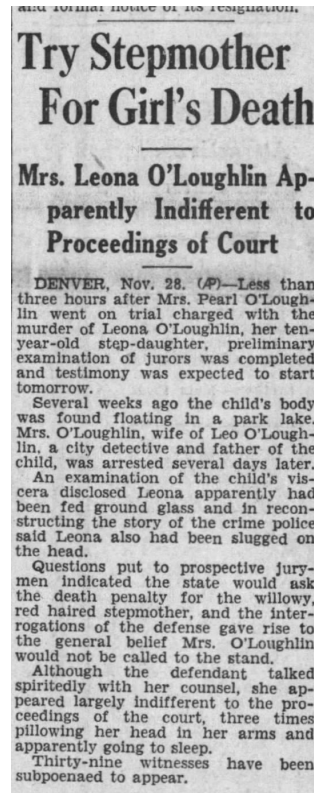 and formal notice of its resignation.
Try Stepmother
For Girl's Death
Mrs. Leona O'Loughlin Ap-
parently Indifferent to
Proceedings of Court
DENVER, Nov. 28. (AP)—Less than
three hours after Mrs. Pearl O'Lough-
lin went on trial charged with the
murder of Leona O'Loughlin, her ten-
year-old step-daughter, preliminary
examination of jurors was completed
and testimony was expected to start
tomorrow.
Several weeks ago the child's body
was found floating in a park lake.
Mrs. O'Loughlin, wife of Leo O'Lough-
lin, a city detective and father of the
child, was arrested several days later.
An examination of the child's vis-
cera disclosed Leona apparently had
been fed ground glass and in recon-
structing the story of the crime police
said Leona also had been slugged on
the head.
Questions put to prospective jury-
men indicated the state would ask
the death penalty for the willowy,
red haired stepmother, and the inter-
rogations of the defense gave rise to
the general belief Mrs. O'Loughlin
would not be called to the stand.
Although the defendant talked
spiritedly with her counsel, she ap-
peared largely indifferent to the pro-
ceedings of the court, three times
pillowing her head in her arms and
apparently going to sleep.
Thirty-nine witnesses have been
subpoenaed to appear.